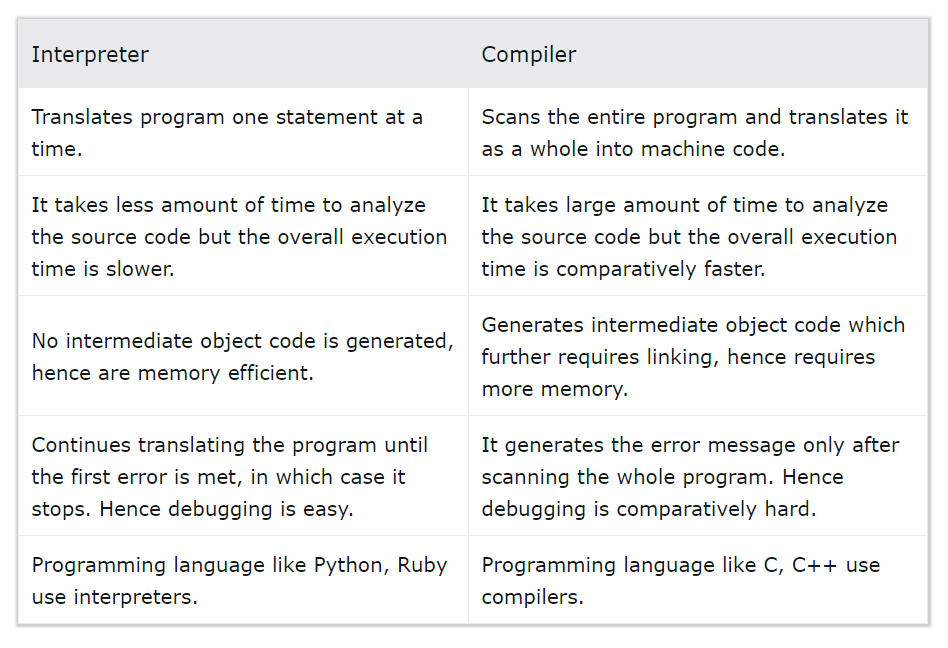 Interpreter
Compiler
Translates program one statement at a
time.
Scans the entire program and translates it
as a whole into machine code.
It takes less amount of time to analyze
the source code but the overall execution
time is slower.
It takes large amount of time to analyze
the source code but the overall execution
time is comparatively faster.
No intermediate object code is generated,
hence are memory efficient.
Generates intermediate object code which
further requires linking, hence requires
more memory.
Continues translating the program until
the first error is met, in which case it
stops. Hence debugging is easy.
It generates the error message only after
scanning the whole program. Hence
debugging is comparatively hard.
Programming language like Python, Ruby
use interpreters.
Programming language like C, C++ use
compilers.